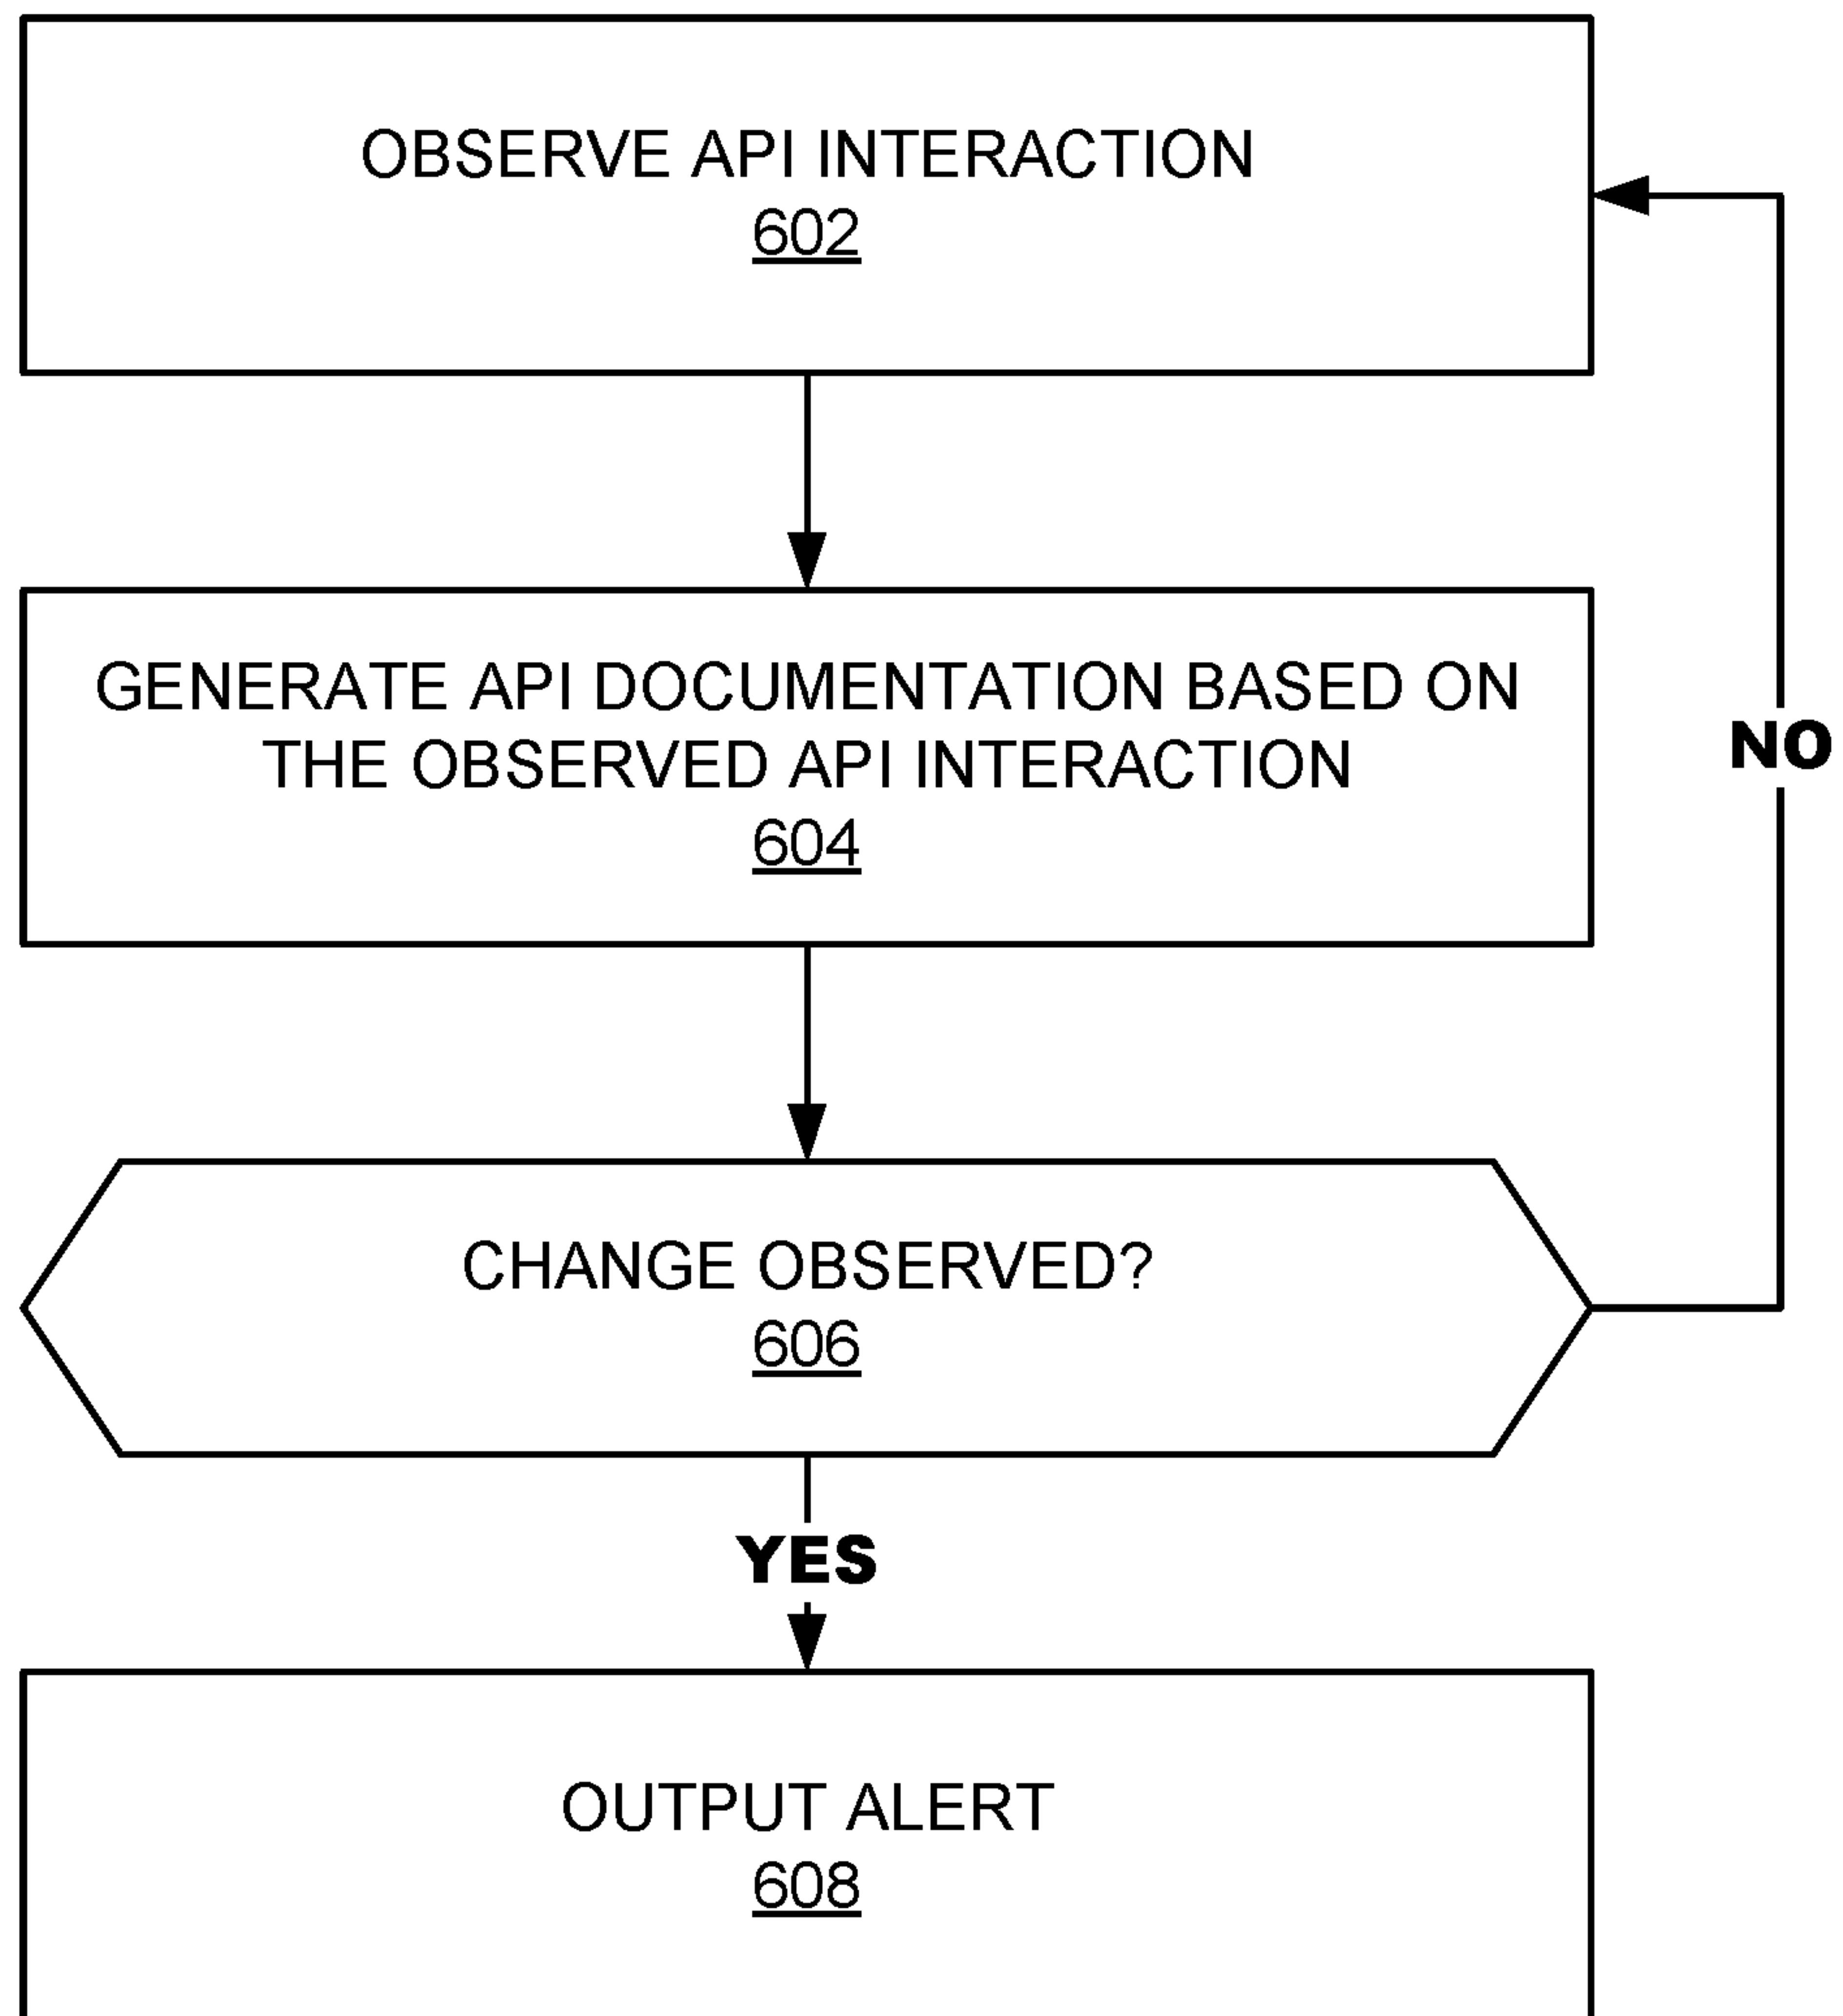 OBSERVE API INTERACTION
602
GENERATE API DOCUMENTATION BASED ON
THE OBSERVED API INTERACTION
604
NO
CHANGE OBSERVED?
606
YES
OUTPUT ALERT
608